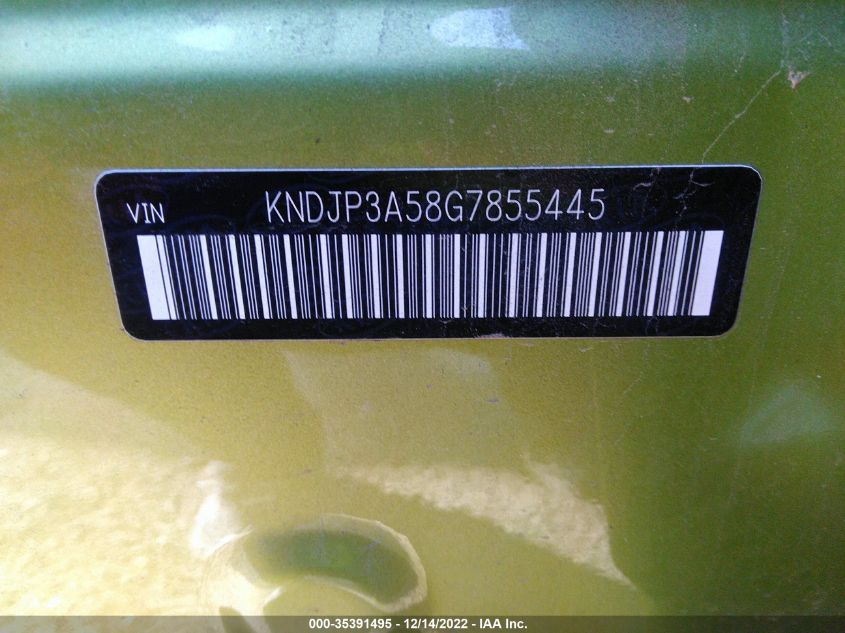 VIN KNDJP3A58G7855445
000-35391495 - 12/14/2022 - IAA Inc.